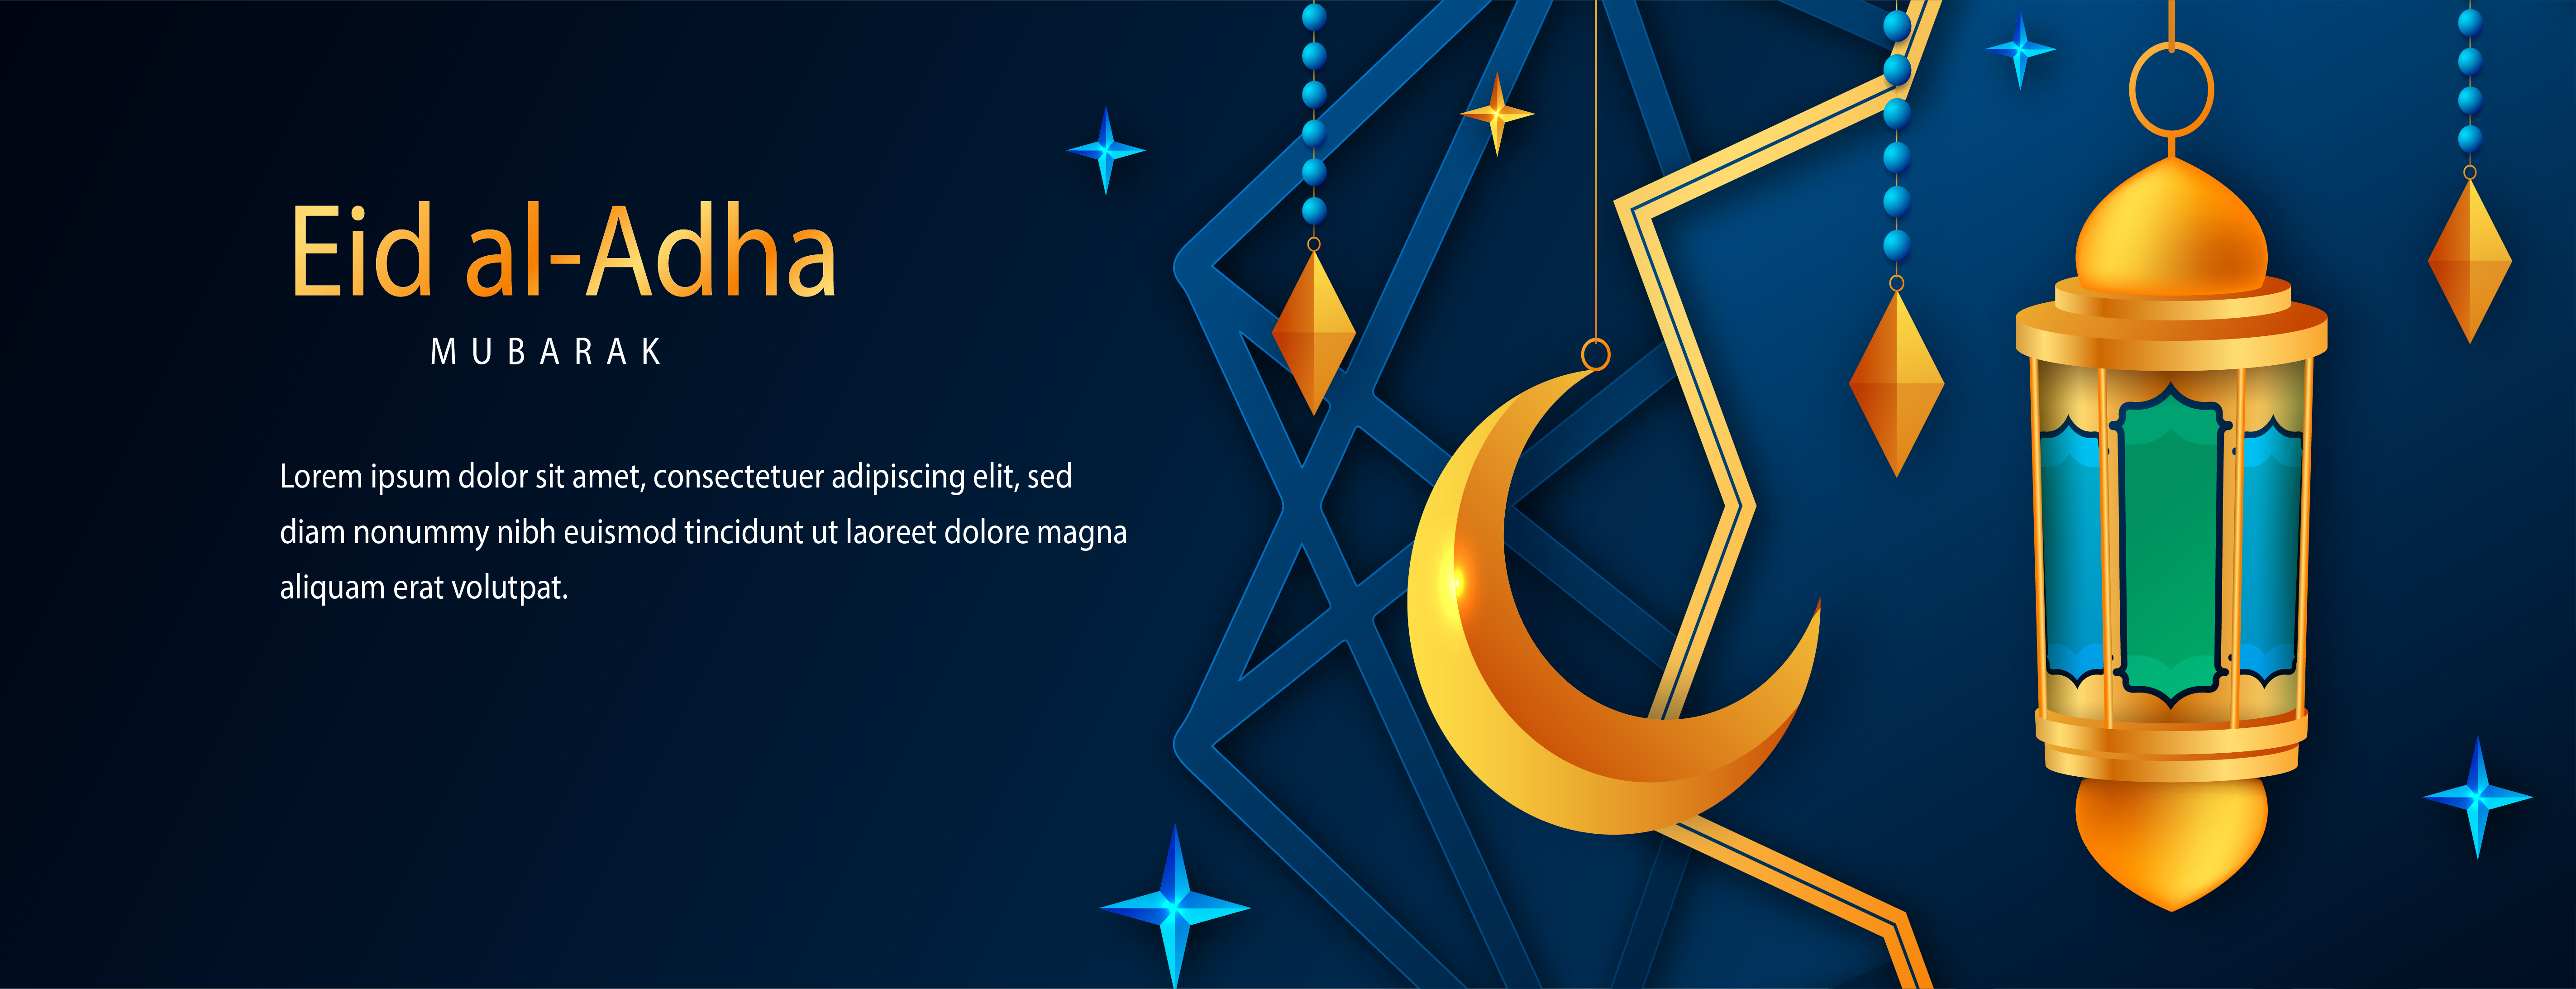 Eid al-Adha
MUBARAK
Lorem ipsum dolor sit amet, consectetuer adipiscing elit, sed
diam nonummy nibh euismod tincidunt ut laoreet dolore magna
aliquam erat volutpat.